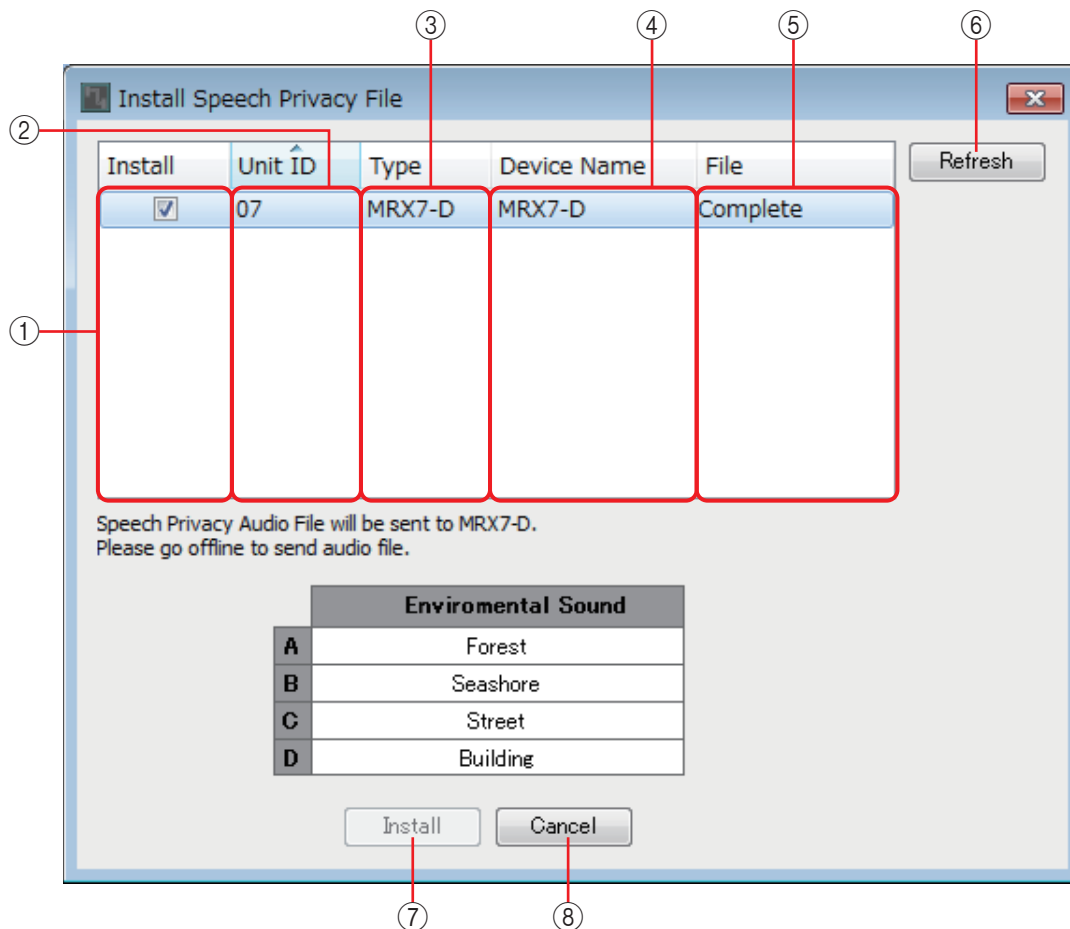 ③ ④ ⑤ ⑥
Install Speech Privacy File
②
Install Unit ID Type Device Name File Refresh
07 MRX7-D MRX7-D Complete
①
Speech Privacy Audio File will be sent to MRX7-D.
Please go offline to send audio file.
Enviromental Sound
A Forest
B Seashore
C Street
D Building
Install Cancel
⑦ ⑧